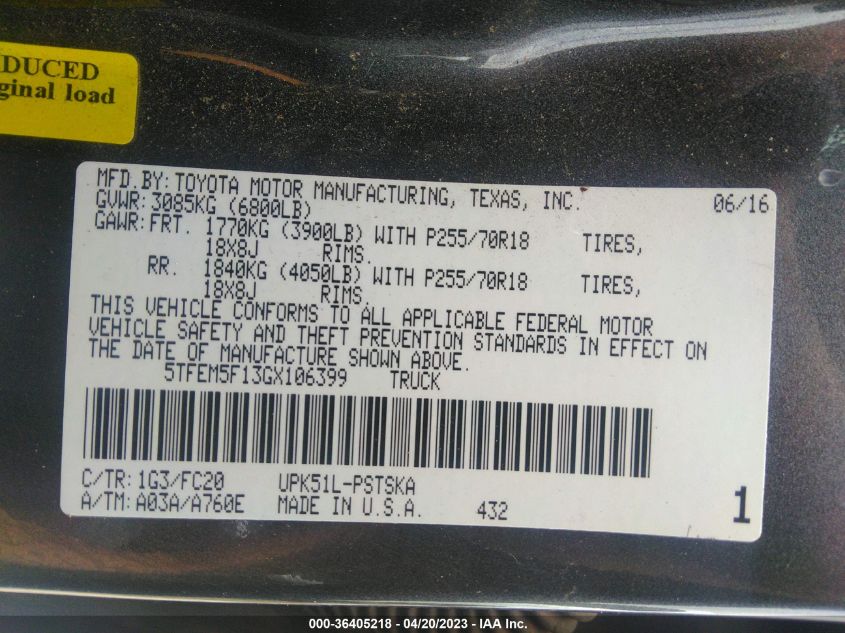 DUCED
ginal load
MFD. BY: TOYOTA MOTOR MANUFACTURING, TEXAS, INC. 06/16
GVWR: 3085KG (6800LB)
GAWR: FRT. 1770KG (3900LB) WITH P255/70R18 TIRES,
18X8J RIMS.
RR. 1840KG (4050LB) WITH P255/70R18 TIRES,
18X8J RIMS.
THIS VEHICLE CONFORMS TO ALL APPLICABLE FEDERAL MOTOR
VEHICLE SAFETY AND THEFT PREVENTION STANDARDS IN EFFECT ON
THE DATE OF MANUFACTURE SHOWN ABOVE.
5TFEM5F13GX106399 TRUCK
C/TR: 1G3/FC20 UPK51L-PSTSKA
A/TM: A03A/A760E MADE IN U.S.A. 432 1
000-36405218 - 04/20/2023 - IAA Inc.